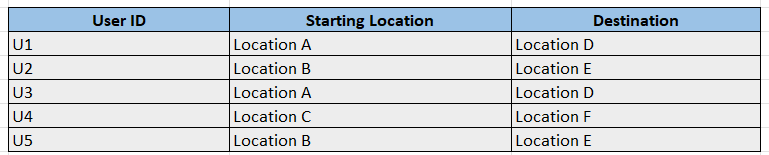 User ID Starting Location Destination
U1 Location A Location D
U2 Location B Location E
U3 Location A Location D
U4 Location C Location F
U5 Location B Location E